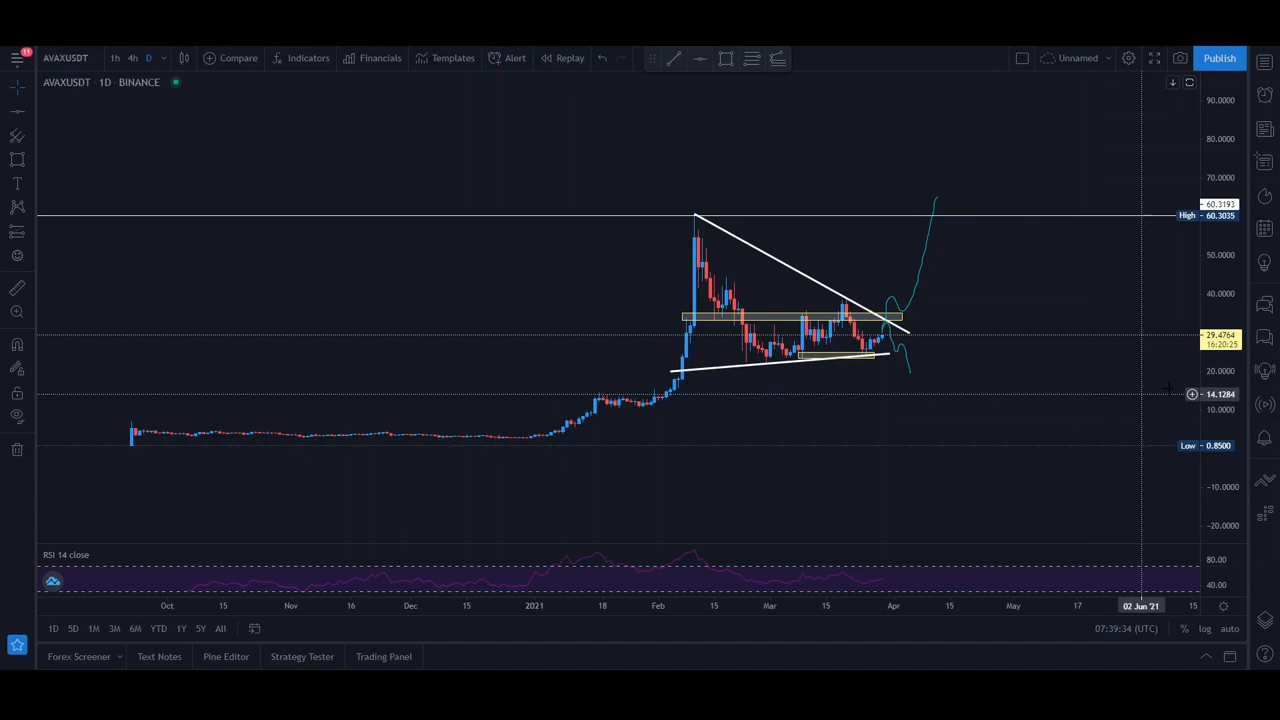 11
AVAXUSDT 1h 4h D Compare Indicators Financials Templates Alert Replay Unnamed Publish
AVAXUSDT · 1D · BINANCE
90.0000
80.0000
70.0000
60.3193
High 60.3035
50.0000
40.0000
29.4764
16:20:25
20.0000
14.1284
10.0000
Low 0.8500
−10.0000
−20.0000
RSI 14 close
80.00
40.00
Oct 15 Nov 16 Dec 15 2021 18 Feb 15 Mar 15 Apr 15 May 17 02 Jun '21 15
1D 5D 1M 3M 6M YTD 1Y 5Y All 07:39:34 (UTC) % log auto
Forex Screener Text Notes Pine Editor Strategy Tester Trading Panel